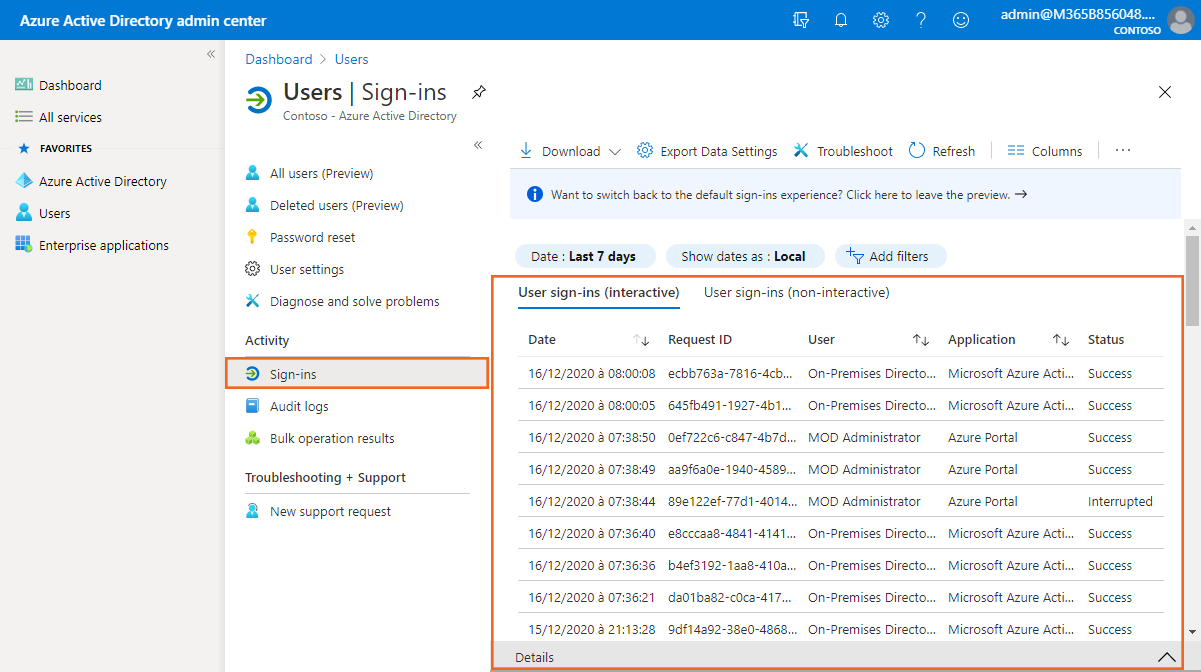 Azure Active Directory admin center
admin@M365B856048....
CONTOSO
Dashboard
All services
FAVORITES
Azure Active Directory
Users
Enterprise applications
Dashboard > Users
Users | Sign-ins
Contoso - Azure Active Directory
All users (Preview)
Deleted users (Preview)
Password reset
User settings
Diagnose and solve problems
Activity
Sign-ins
Audit logs
Bulk operation results
Troubleshooting + Support
New support request
Download Export Data Settings Troubleshoot Refresh Columns ...
Want to switch back to the default sign-ins experience? Click here to leave the preview. →
Date : Last 7 days Show dates as : Local Add filters
User sign-ins (interactive) User sign-ins (non-interactive)
Date Request ID User Application Status
16/12/2020 à 08:00:08 ecbb763a-7816-4cb... On-Premises Directo... Microsoft Azure Acti... Success
16/12/2020 à 08:00:05 645fb491-1927-4b1... On-Premises Directo... Microsoft Azure Acti... Success
16/12/2020 à 07:38:50 0ef722c6-c847-4b7d... MOD Administrator Azure Portal Success
16/12/2020 à 07:38:49 aa9f6a0e-1940-4589... MOD Administrator Azure Portal Success
16/12/2020 à 07:38:44 89e122ef-77d1-4014... MOD Administrator Azure Portal Interrupted
16/12/2020 à 07:36:40 e8cccaa8-4841-4141... On-Premises Directo... Microsoft Azure Acti... Success
16/12/2020 à 07:36:36 b4ef3192-1aa8-410a... On-Premises Directo... Microsoft Azure Acti... Success
16/12/2020 à 07:36:21 da01ba82-c0ca-417... On-Premises Directo... Microsoft Azure Acti... Success
15/12/2020 à 21:13:28 9df14a92-38e0-4868... On-Premises Directo... Microsoft Azure Acti... Success
Details